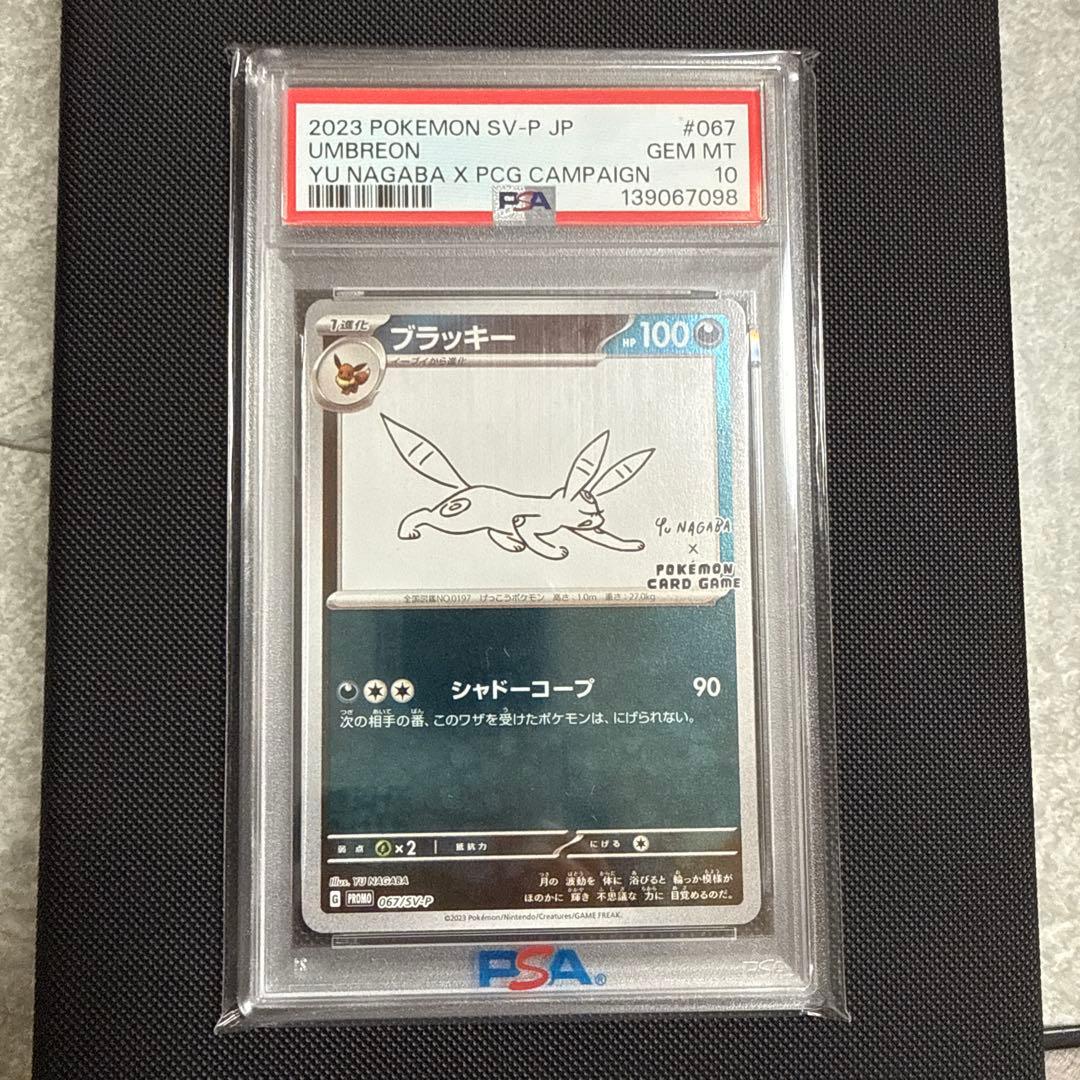 2023 POKEMON SV-P JP #067
UMBREON GEM MT
YU NAGABA X PCG CAMPAIGN 10
PSA 139067098
1進化 ブラッキー HP 100
イーブイから進化
YU NAGABA
X
POKÉMON
CARD GAME
全国図鑑NO.0197 げっこうポケモン 高さ:1.0m 重さ:27.0kg
シャドーコープ 90
次の相手の番、このワザを受けたポケモンは、にげられない。
弱点 ×2 抵抗力 にげる
Illus. YU NAGABA
月の波動を体に浴びると輪っか模様が
ほのかに輝き不思議な力に目覚めるのだ。
G PROMO 067/SV-P
©2023 Pokémon/Nintendo/Creatures/GAME FREAK.
PSA®